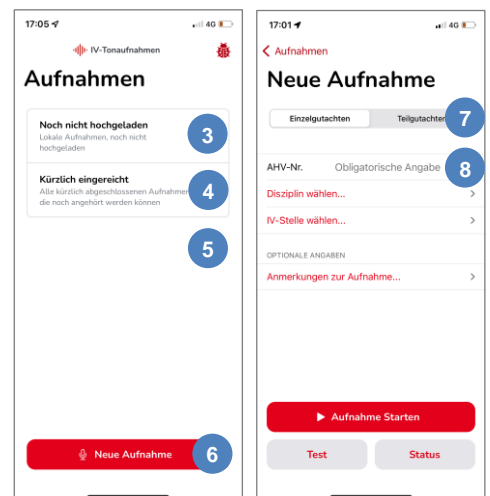 17:05
4G
IV-Tonaufnahmen
Aufnahmen
Noch nicht hochgeladen
Lokale Aufnahmen, noch nicht
hochgeladen
3
Kürzlich eingereicht
Alle kürzlich abgeschlossenen Aufnahmen
die noch angehört werden können
4
5
Neue Aufnahme
6
17:01
4G
Aufnahmen
Neue Aufnahme
Einzelgutachten
Teilgutachten
7
AHV-Nr.
Obligatorische Angabe
8
Disziplin wählen...
IV-Stelle wählen...
OPTIONALE ANGABEN
Anmerkungen zur Aufnahme...
Aufnahme Starten
Test
Status